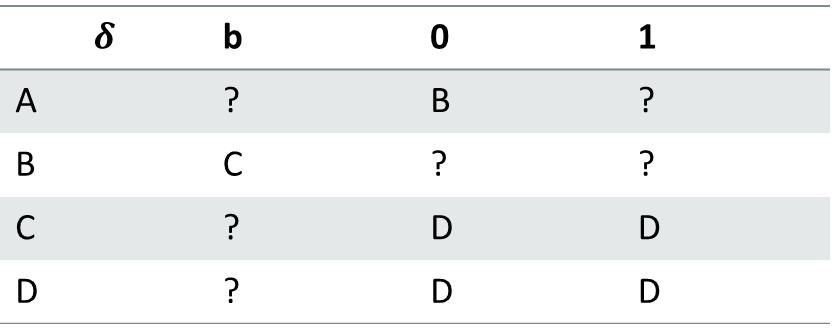 δ b 0 1
A ? B ?
B C ? ?
C ? D D
D ? D D